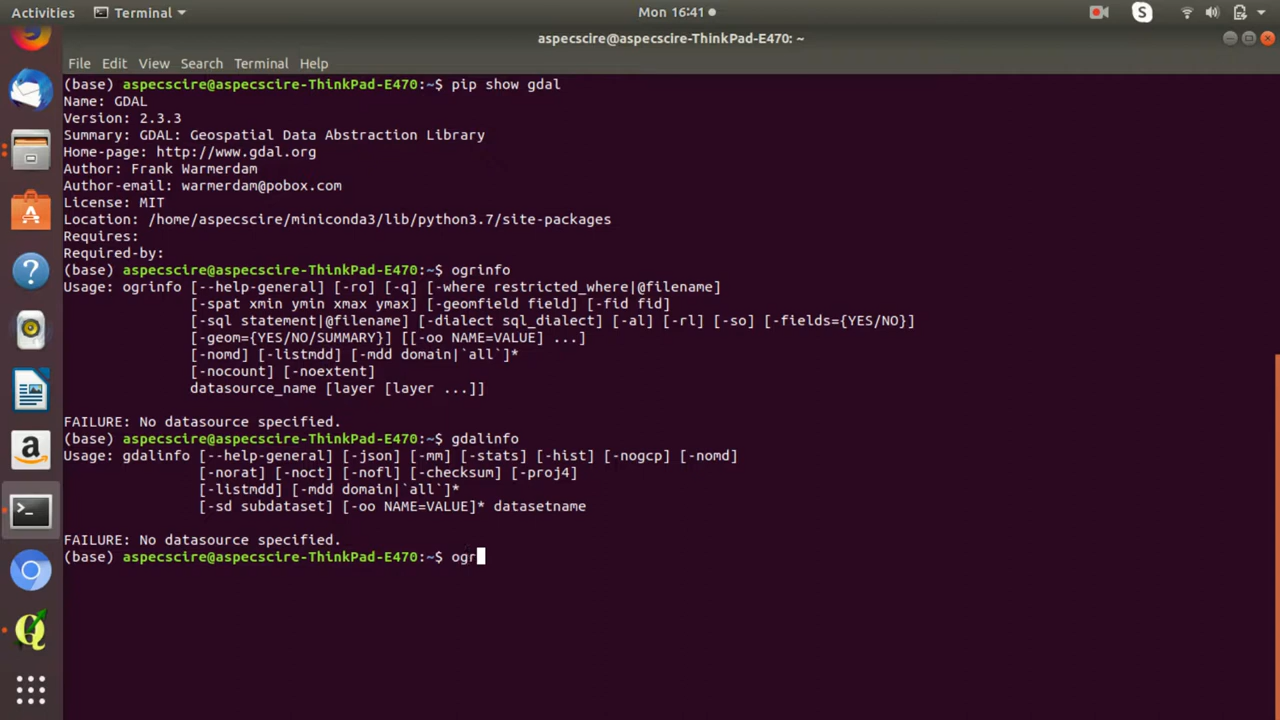 Activities
Terminal
Mon 16:41
aspecscire@aspecscire-ThinkPad-E470: ~
File Edit View Search Terminal Help
(base) aspecscire@aspecscire-ThinkPad-E470:~$ pip show gdal
Name: GDAL
Version: 2.3.3
Summary: GDAL: Geospatial Data Abstraction Library
Home-page: http://www.gdal.org
Author: Frank Warmerdam
Author-email: warmerdam@pobox.com
License: MIT
Location: /home/aspecscire/miniconda3/lib/python3.7/site-packages
Requires:
Required-by:
(base) aspecscire@aspecscire-ThinkPad-E470:~$ ogrinfo
Usage: ogrinfo [--help-general] [-ro] [-q] [-where restricted_where|@filename]
[-spat xmin ymin xmax ymax] [-geomfield field] [-fid fid]
[-sql statement|@filename] [-dialect sql_dialect] [-al] [-rl] [-so] [-fields={YES/NO}]
[-geom={YES/NO/SUMMARY}] [[-oo NAME=VALUE] ...]
[-nomd] [-listmdd] [-mdd domain|`all`]*
[-nocount] [-noextent]
datasource_name [layer [layer ...]]
FAILURE: No datasource specified.
(base) aspecscire@aspecscire-ThinkPad-E470:~$ gdalinfo
Usage: gdalinfo [--help-general] [-json] [-mm] [-stats] [-hist] [-nogcp] [-nomd]
[-norat] [-noct] [-nofl] [-checksum] [-proj4]
[-listmdd] [-mdd domain|`all`]*
[-sd subdataset] [-oo NAME=VALUE]* datasetname
FAILURE: No datasource specified.
(base) aspecscire@aspecscire-ThinkPad-E470:~$ ogr